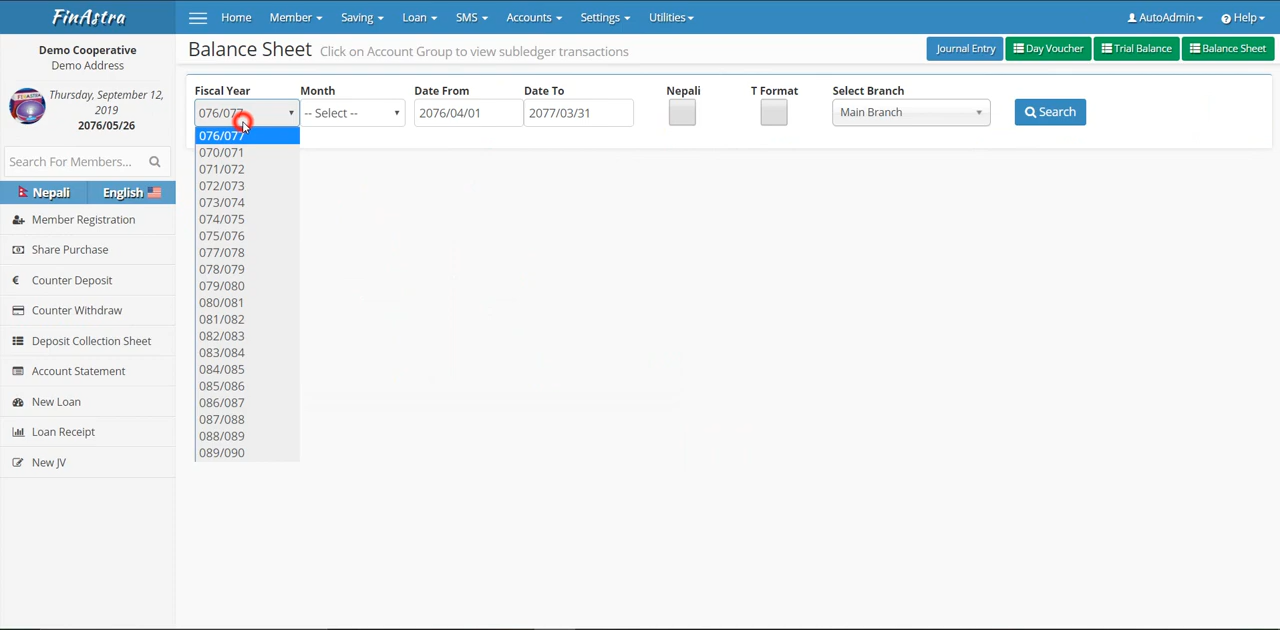 FinAstra
Home Member Saving Loan SMS Accounts Settings Utilities AutoAdmin Help
Demo Cooperative
Demo Address
Thursday, September 12,
2019
2076/05/26
Search For Members...
Nepali English
Member Registration
Share Purchase
Counter Deposit
Counter Withdraw
Deposit Collection Sheet
Account Statement
New Loan
Loan Receipt
New JV
Balance Sheet Click on Account Group to view subledger transactions
Journal Entry Day Voucher Trial Balance Balance Sheet
Fiscal Year Month Date From Date To Nepali T Format Select Branch
076/077 -- Select -- 2076/04/01 2077/03/31 Main Branch Search
076/077
070/071
071/072
072/073
073/074
074/075
075/076
077/078
078/079
079/080
080/081
081/082
082/083
083/084
084/085
085/086
086/087
087/088
088/089
089/090